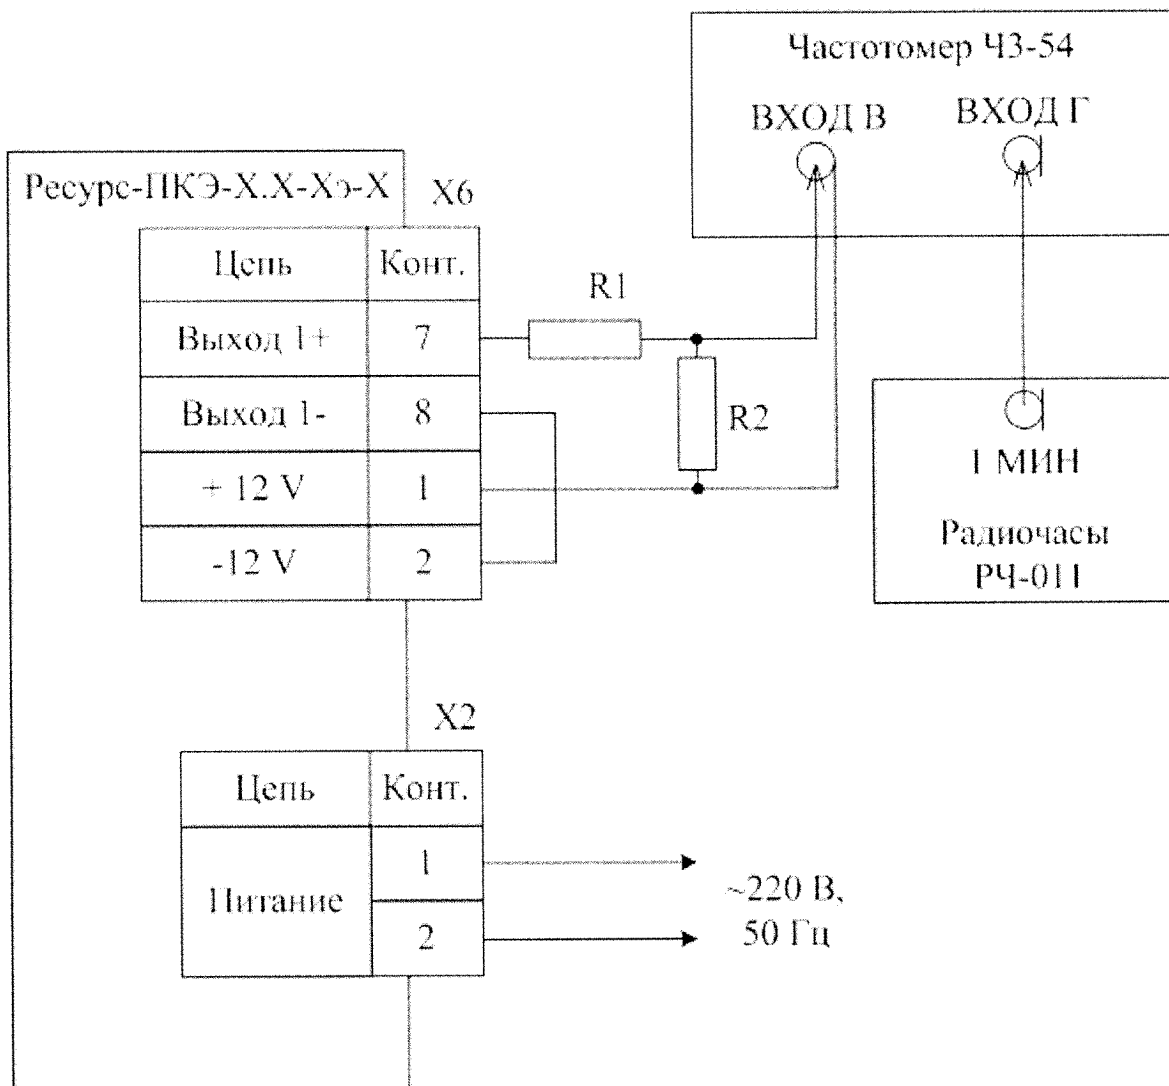 Частотомер Ч3-54
ВХОД В
ВХОД Г
Ресурс-ПКЭ-Х.Х-Хэ-Х
Х6
Цепь
Конт.
Выход 1+
7
Выход 1-
8
+ 12 V
1
-12 V
2
R1
R2
1 МИН
Радиочасы
РЧ-011
Х2
Цепь
Конт.
Питание
1
2
~220 В,
50 Гц